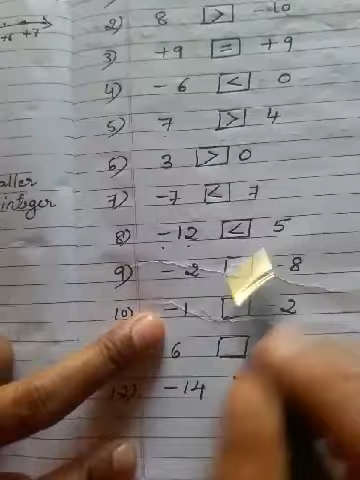 +6 +7
2) 8 > -10
3) +9 = +9
4) -6 < 0
5) 7 > 4
6) 3 > 0
aller
integer
7) -7 < 7
8) -12 < 5
9) -2 -8
10) -1 -2
6
12) -14